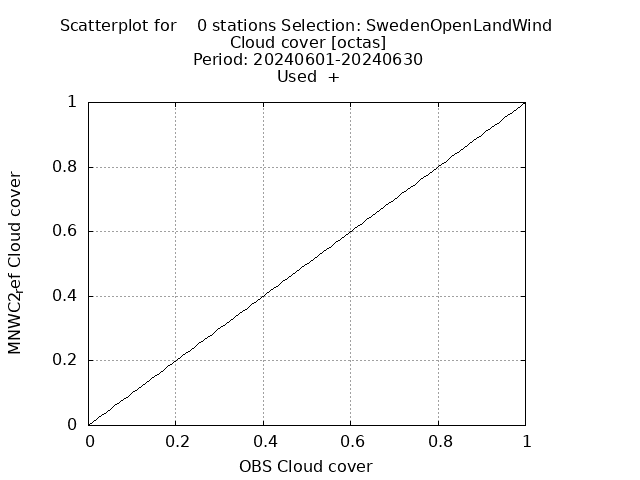 Scatterplot for    0 stations Selection: SwedenOpenLandWind
Cloud cover [octas]
Period: 20240601-20240630
Used  +
1
0.8
0.6
0.4
0.2
0
MNWC2ref Cloud cover
0 0.2 0.4 0.6 0.8 1
OBS Cloud cover